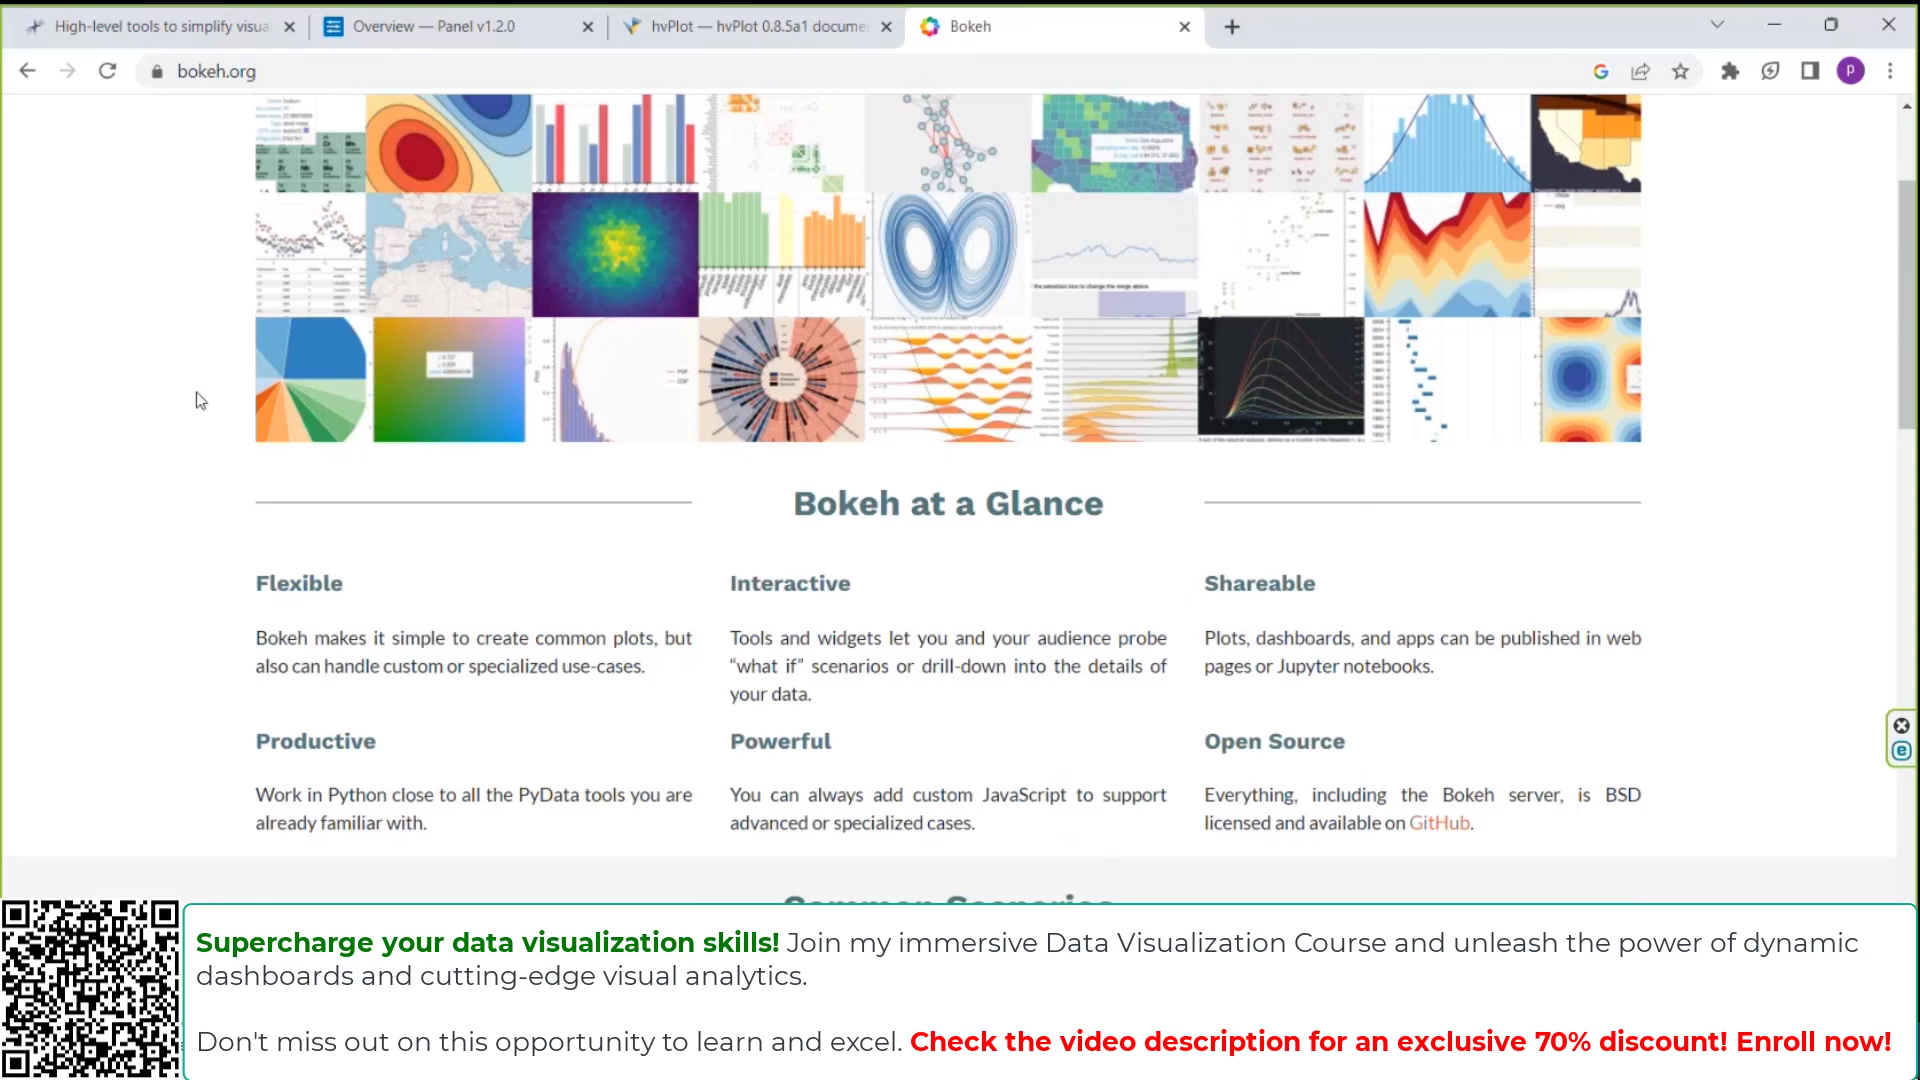 High-level tools to simplify visua
Overview — Panel v1.2.0
hvPlot — hvPlot 0.8.5a1 docume
Bokeh
bokeh.org
P
Bokeh at a Glance
Flexible
Interactive
Shareable
Bokeh makes it simple to create common plots, but
also can handle custom or specialized use-cases.
Tools and widgets let you and your audience probe
“what if” scenarios or drill-down into the details of
your data.
Plots, dashboards, and apps can be published in web
pages or Jupyter notebooks.
Productive
Powerful
Open Source
Work in Python close to all the PyData tools you are
already familiar with.
You can always add custom JavaScript to support
advanced or specialized cases.
Everything, including the Bokeh server, is BSD
licensed and available on GitHub.
Common Scenarios
Supercharge your data visualization skills! Join my immersive Data Visualization Course and unleash the power of dynamic
dashboards and cutting-edge visual analytics.
Don't miss out on this opportunity to learn and excel. Check the video description for an exclusive 70% discount! Enroll now!